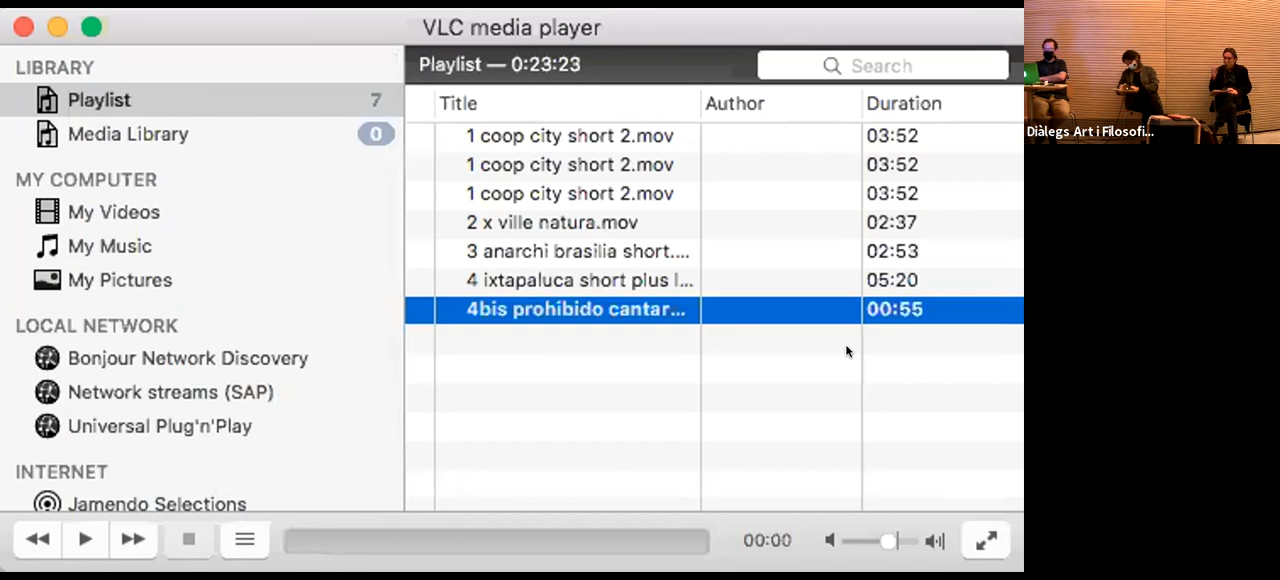 VLC media player
LIBRARY
Playlist 7
Media Library 0
MY COMPUTER
My Videos
My Music
My Pictures
LOCAL NETWORK
Bonjour Network Discovery
Network streams (SAP)
Universal Plug'n'Play
INTERNET
Jamendo Selections
Playlist — 0:23:23
Search
Title Author Duration
1 coop city short 2.mov 03:52
1 coop city short 2.mov 03:52
1 coop city short 2.mov 03:52
2 x ville natura.mov 02:37
3 anarchi brasilia short.... 02:53
4 ixtapaluca short plus l... 05:20
4bis prohibido cantar... 00:55
00:00
Diàlegs Art i Filosofi...